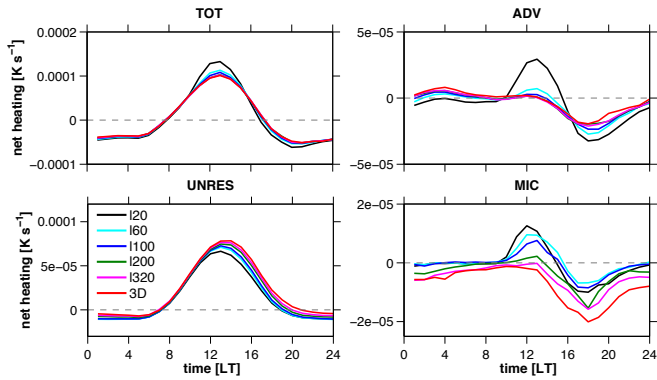 TOT
ADV
net heating [K s⁻¹]
0.0002
0.0001
0
−0.0001
5e−05
0
−5e−05
UNRES
MIC
net heating [K s⁻¹]
0.0001
5e−05
0
l20
l60
l100
l200
l320
3D
2e−05
0
−2e−05
0 4 8 12 16 20 24
0 4 8 12 16 20 24
time [LT]
time [LT]